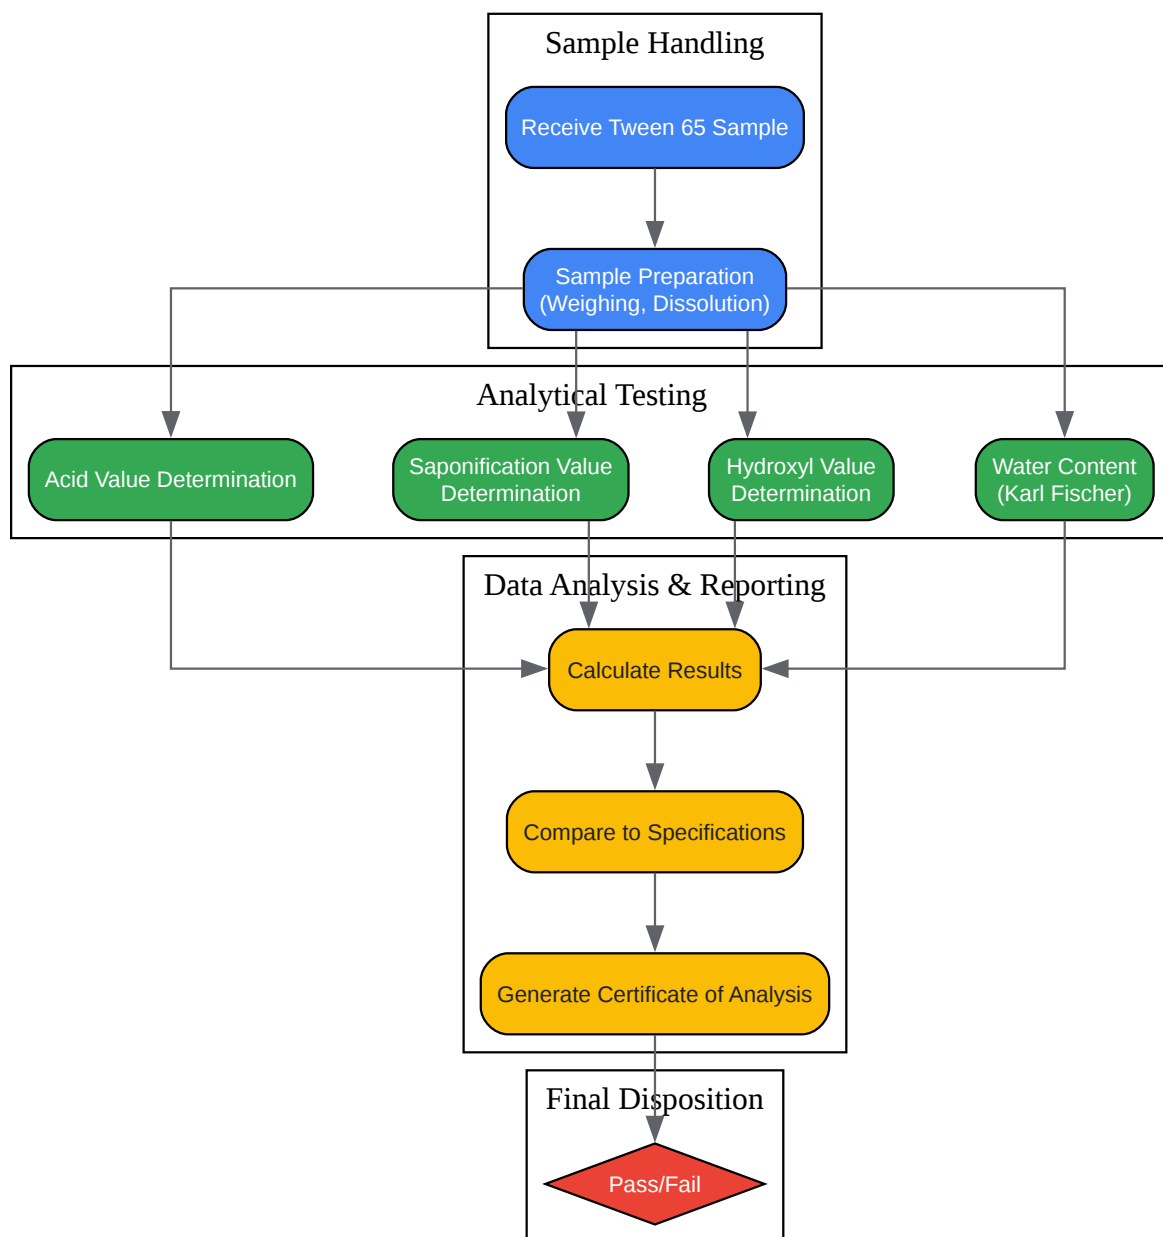 Sample Handling
Receive Tween 65 Sample
Sample Preparation
(Weighing, Dissolution)
Analytical Testing
Acid Value Determination
Saponification Value
Determination
Hydroxyl Value
Determination
Water Content
(Karl Fischer)
Data Analysis & Reporting
Calculate Results
Compare to Specifications
Generate Certificate of Analysis
Final Disposition
Pass/Fail